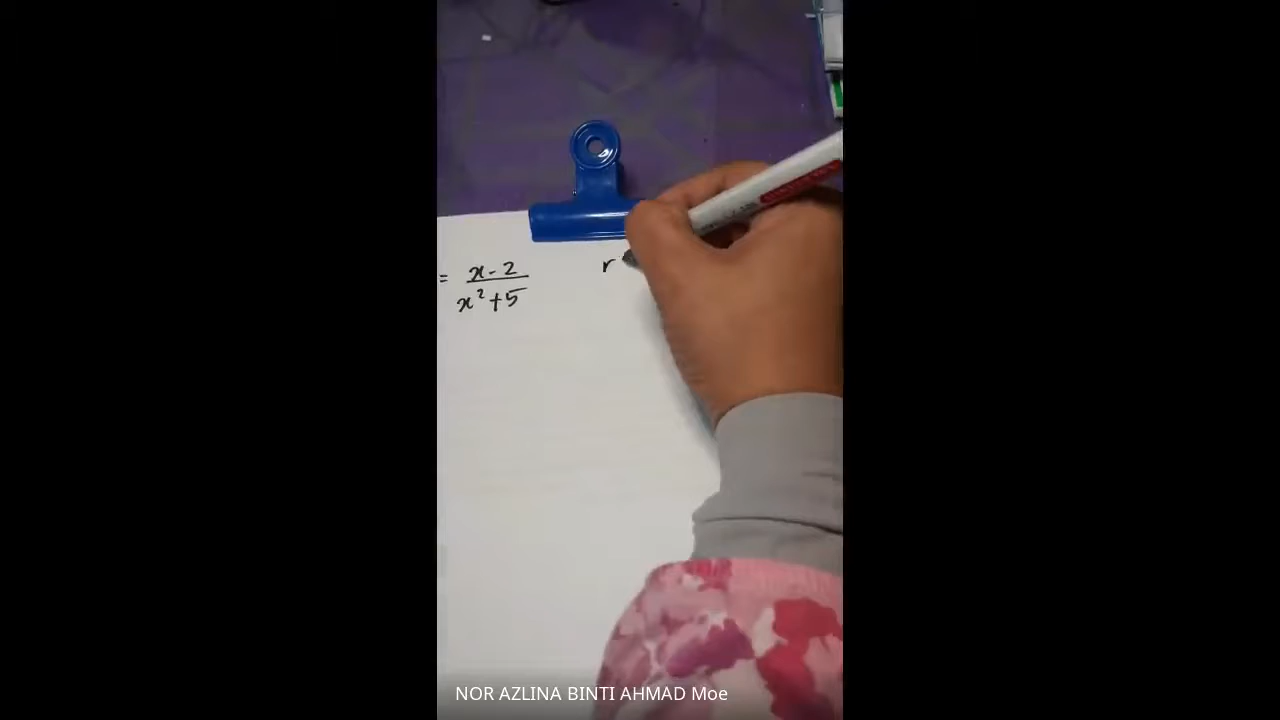 = x-2
x²+5
r
NOR AZLINA BINTI AHMAD Moe